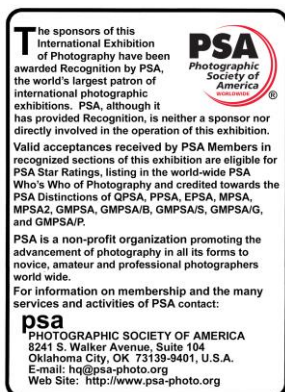 The sponsors of this
International Exhibition
of Photography have been
awarded Recognition by PSA,
the world's largest patron of
international photographic
exhibitions. PSA, although it
has provided Recognition, is neither a sponsor nor
directly involved in the operation of this exhibition.
PSA
Photographic
Society of
America
WORLDWIDE
®
Valid acceptances received by PSA Members in
recognized sections of this exhibition are eligible for
PSA Star Ratings, listing in the world-wide PSA
Who's Who of Photography and credited towards the
PSA Distinctions of QPSA, PPSA, EPSA, MPSA,
MPSA2, GMPSA, GMPSA/B, GMPSA/S, GMPSA/G,
and GMPSA/P.
PSA is a non-profit organization promoting the
advancement of photography in all its forms to
novice, amateur and professional photographers
world wide.
For information on membership and the many
services and activities of PSA contact:
psa
PHOTOGRAPHIC SOCIETY OF AMERICA
8241 S. Walker Avenue, Suite 104
Oklahoma City, OK 73139-9401, U.S.A.
E-mail: hq@psa-photo.org
Web Site: http://www.psa-photo.org